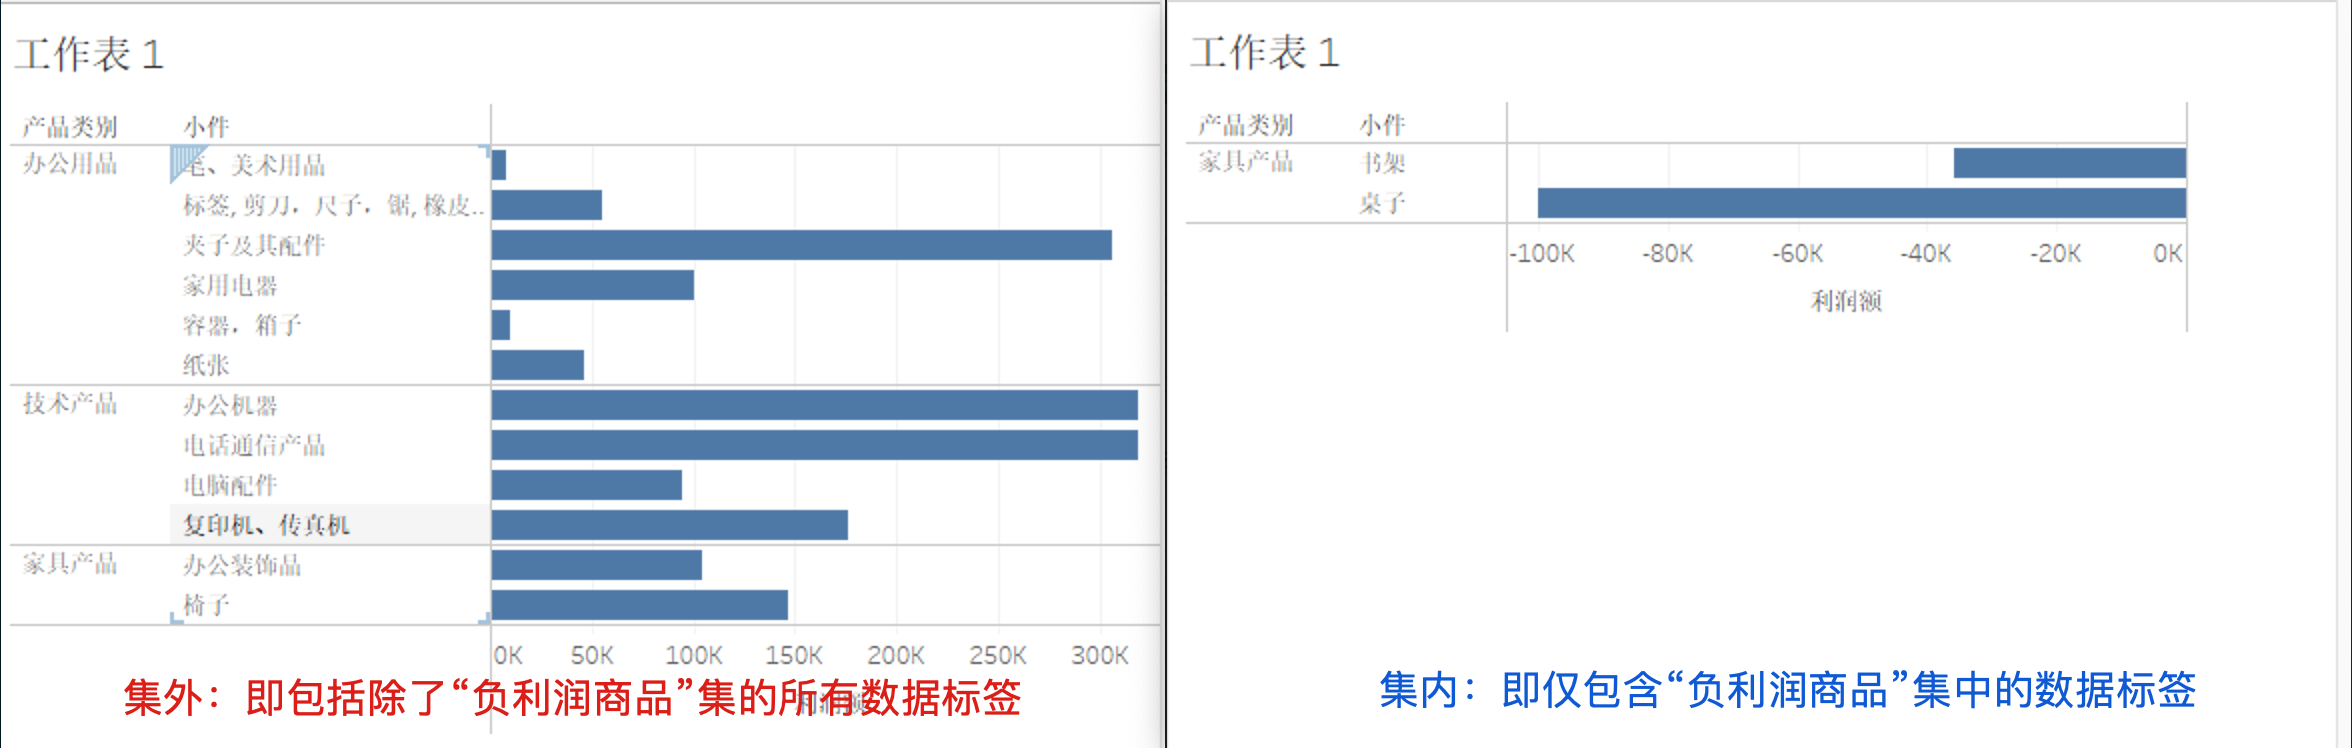 工作表 1
产品类别 小件
办公用品 笔、美术用品
标签, 剪刀，尺子，锯, 橡皮..
夹子及其配件
家用电器
容器，箱子
纸张
技术产品 办公机器
电话通信产品
电脑配件
复印机、传真机
家具产品 办公装饰品
椅子
0K 50K 100K 150K 200K 250K 300K
利润额
集外：即包括除了“负利润商品”集的所有数据标签
工作表 1
产品类别 小件
家具产品 书架
桌子
-100K -80K -60K -40K -20K 0K
利润额
集内：即仅包含“负利润商品”集中的数据标签